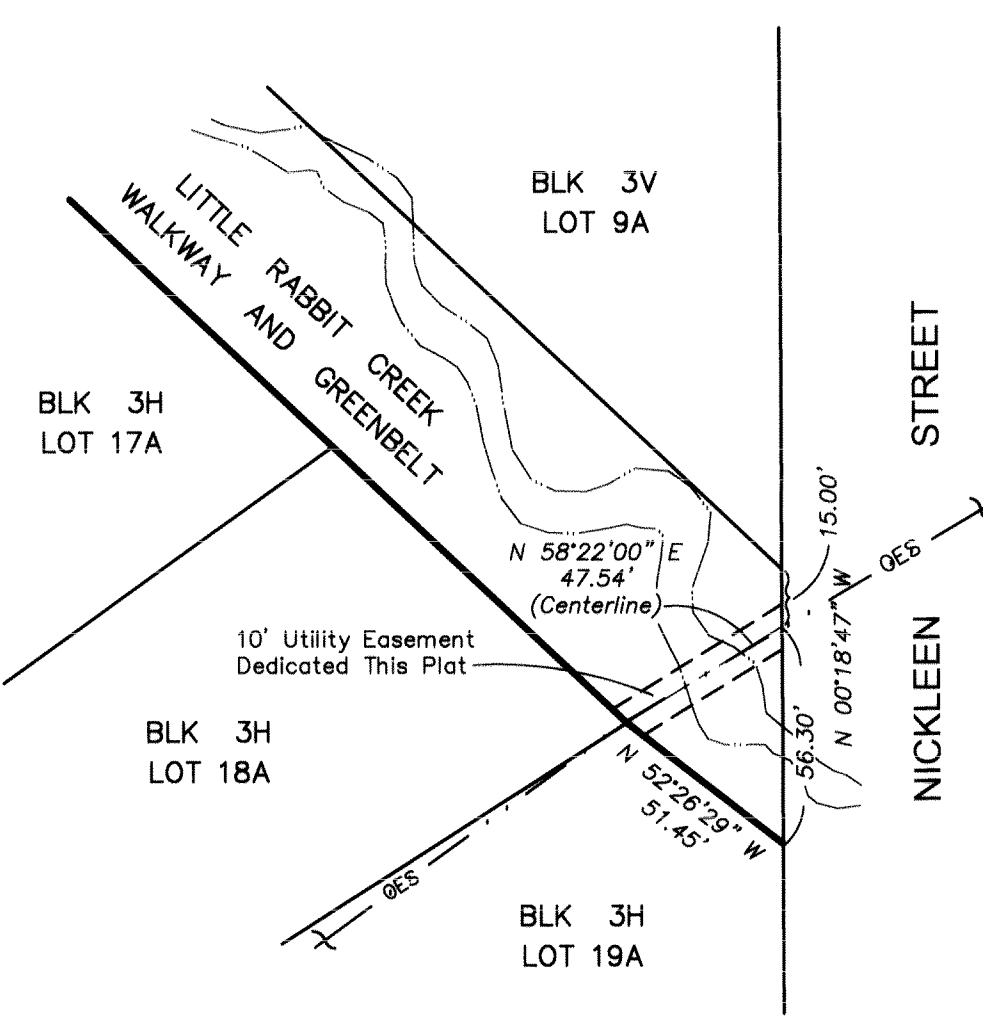 BLK 3V
LOT 9A
LITTLE RABBIT CREEK
WALKWAY AND GREENBELT
BLK 3H
LOT 17A
NICKLEEN STREET
15.00'
N 00°18'47" W
OES
N 58°22'00" E
47.54'
(Centerline)
10' Utility Easement
Dedicated This Plat
BLK 3H
LOT 18A
56.30'
N 52°26'29" W
51.45'
OES
BLK 3H
LOT 19A